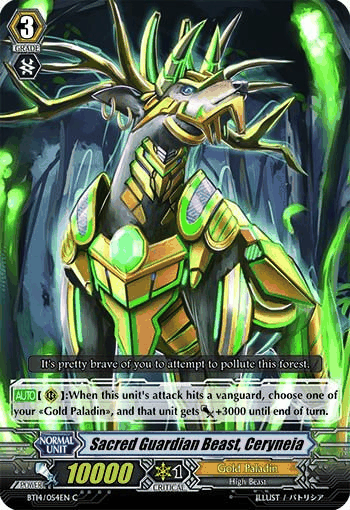 3
GRADE
It's pretty brave of you to attempt to pollute this forest.
AUTO [ ]:When this unit's attack hits a vanguard, choose one of
your «Gold Paladin», and that unit gets +3000 until end of turn.
NORMAL
UNIT
Sacred Guardian Beast, Ceryneia
POWER 10000
1
CRITICAL
Gold Paladin
High Beast
BT14/054EN C
ILLUST / パトリシア